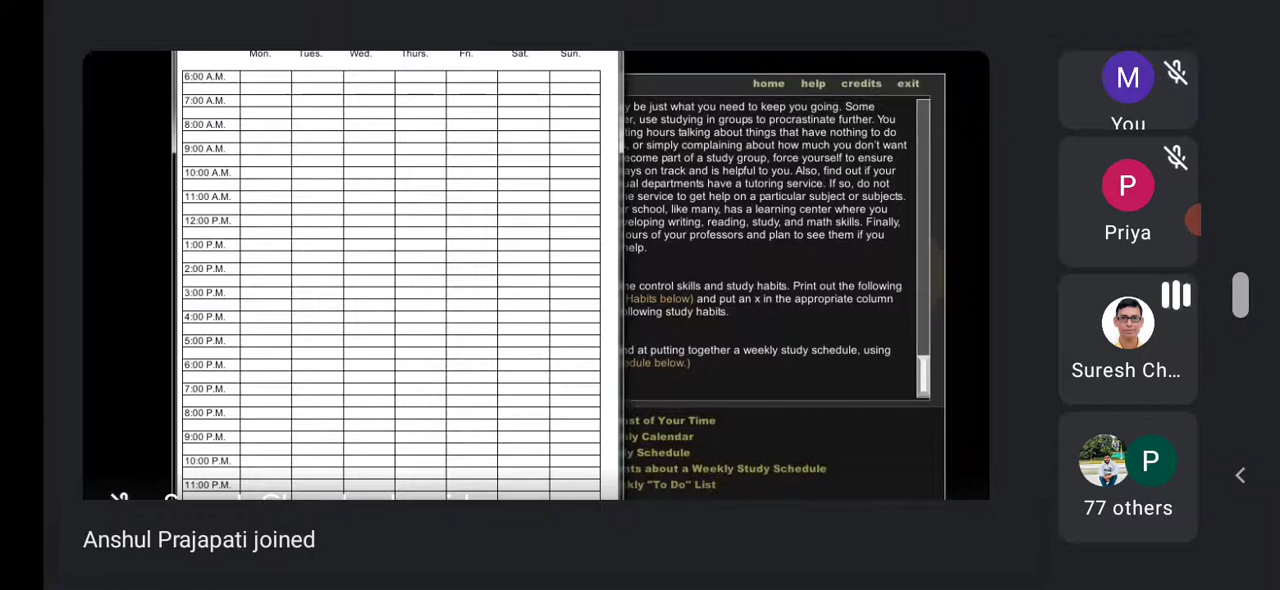 Mon. Tues. Wed. Thurs. Fri. Sat. Sun.
6:00 A.M.
7:00 A.M.
8:00 A.M.
9:00 A.M.
10:00 A.M.
11:00 A.M.
12:00 P.M.
1:00 P.M.
2:00 P.M.
3:00 P.M.
4:00 P.M.
5:00 P.M.
6:00 P.M.
7:00 P.M.
8:00 P.M.
9:00 P.M.
10:00 P.M.
11:00 P.M.
home help credits exit
y be just what you need to keep you going. Some
er, use studying in groups to procrastinate further. You
ting hours talking about things that have nothing to do
, or simply complaining about how much you don't want
ecome part of a study group, force yourself to ensure
ays on track and is helpful to you. Also, find out if your
ual departments have a tutoring service. If so, do not
e service to get help on a particular subject or subjects.
r school, like many, has a learning center where you
veloping writing, reading, study, and math skills. Finally,
ours of your professors and plan to see them if you
help.
ne control skills and study habits. Print out the following
Habits below) and put an x in the appropriate column
ollowing study habits.
nd at putting together a weekly study schedule, using
edule below.)
ost of Your Time
ly Calendar
ly Schedule
nts about a Weekly Study Schedule
kly "To Do" List
Anshul Prajapati joined
M
You
P
Priya
Suresh Ch...
P
77 others